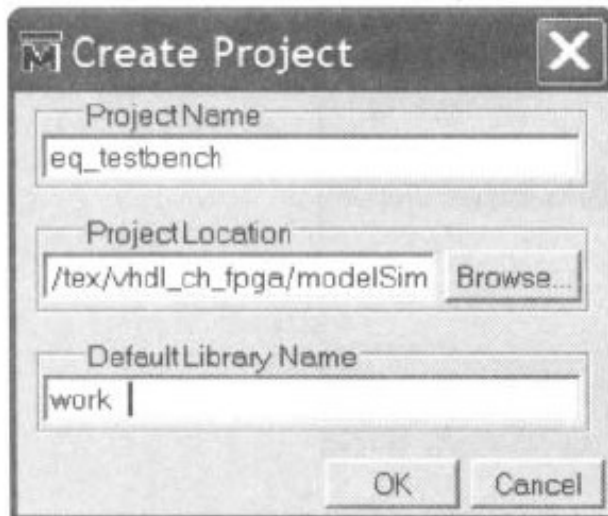 Create Project
Project Name
eq_testbench
Project Location
/tex/vhdl_ch_fpga/modelSim
Browse...
Default Library Name
work
OK
Cancel